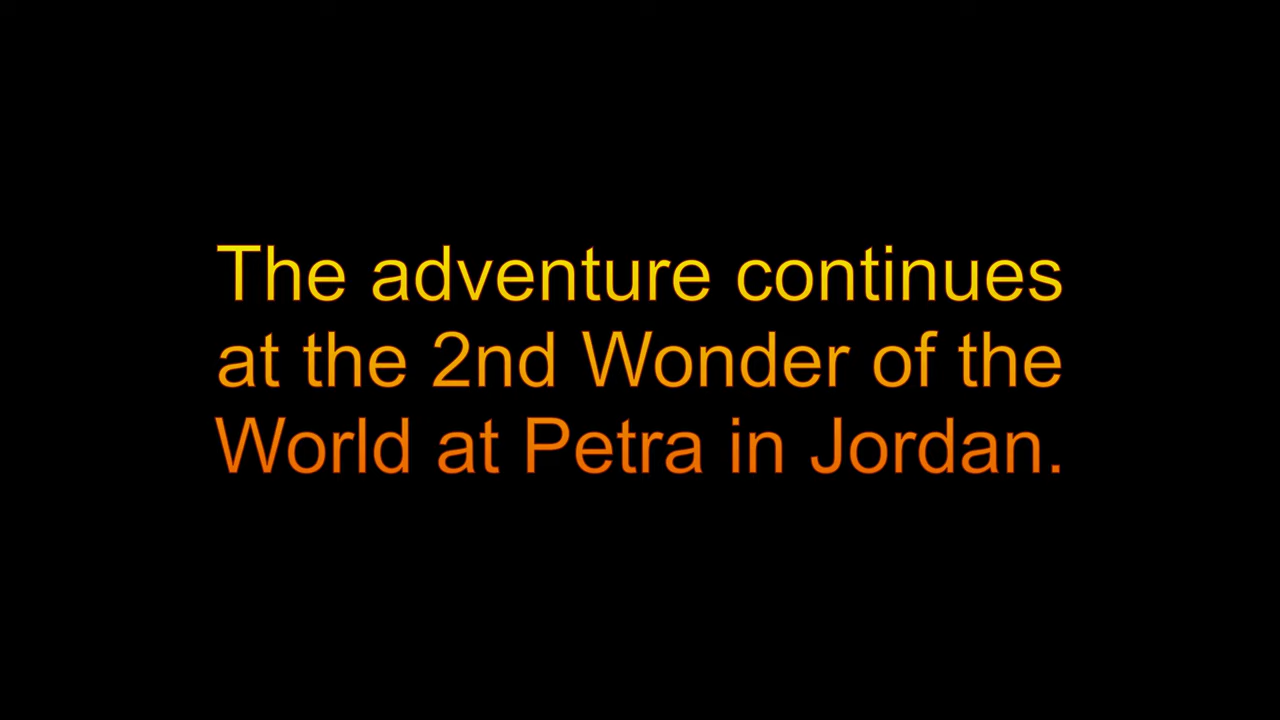 The adventure continues
at the 2nd Wonder of the
World at Petra in Jordan.